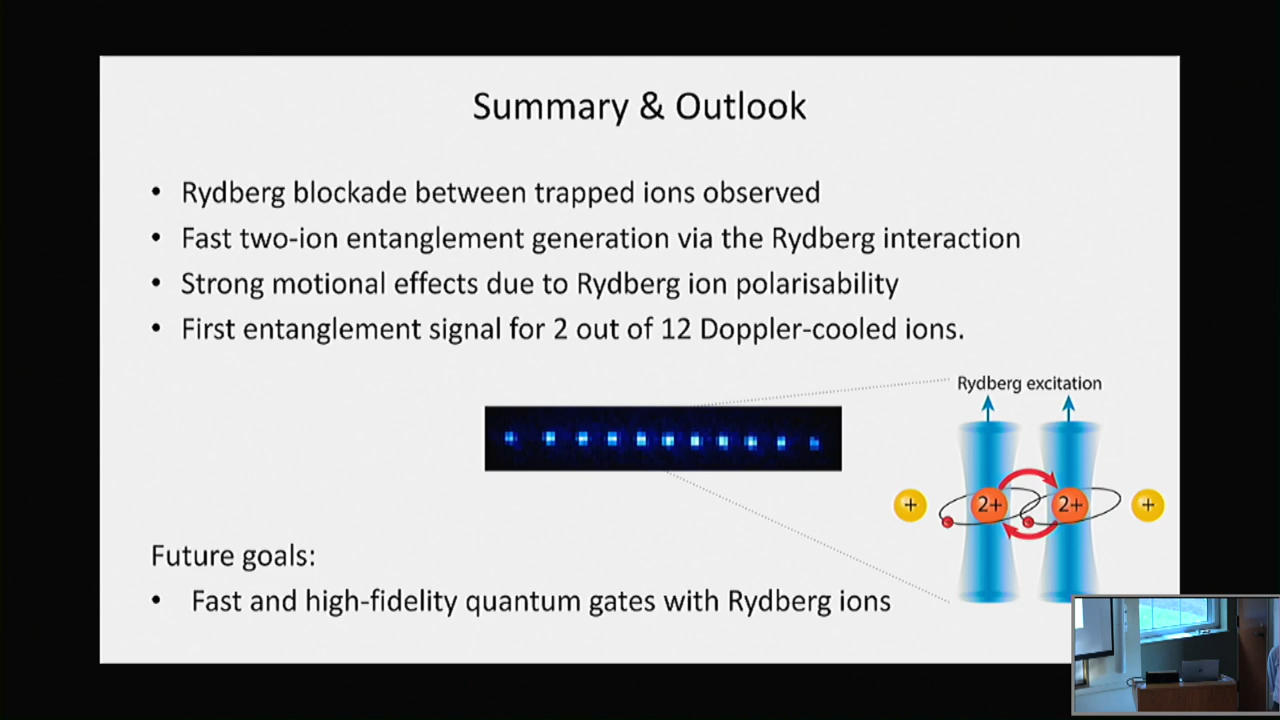 Summary & Outlook
• Rydberg blockade between trapped ions observed
• Fast two-ion entanglement generation via the Rydberg interaction
• Strong motional effects due to Rydberg ion polarisability
• First entanglement signal for 2 out of 12 Doppler-cooled ions.
Rydberg excitation
+ 2+ 2+ +
Future goals:
• Fast and high-fidelity quantum gates with Rydberg ions